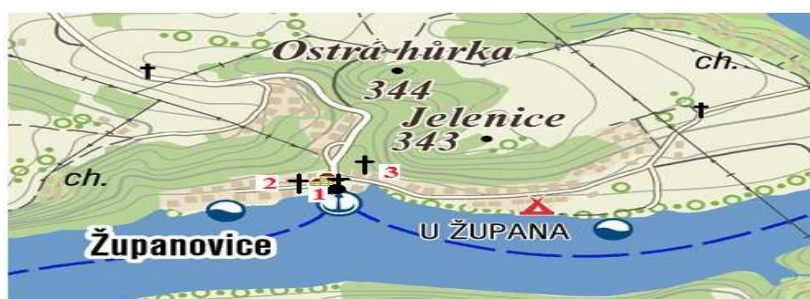 Ostrá hůrka
344
ch.
Jelenice
343
ch.
2
1
3
Županovice
U ŽUPANA